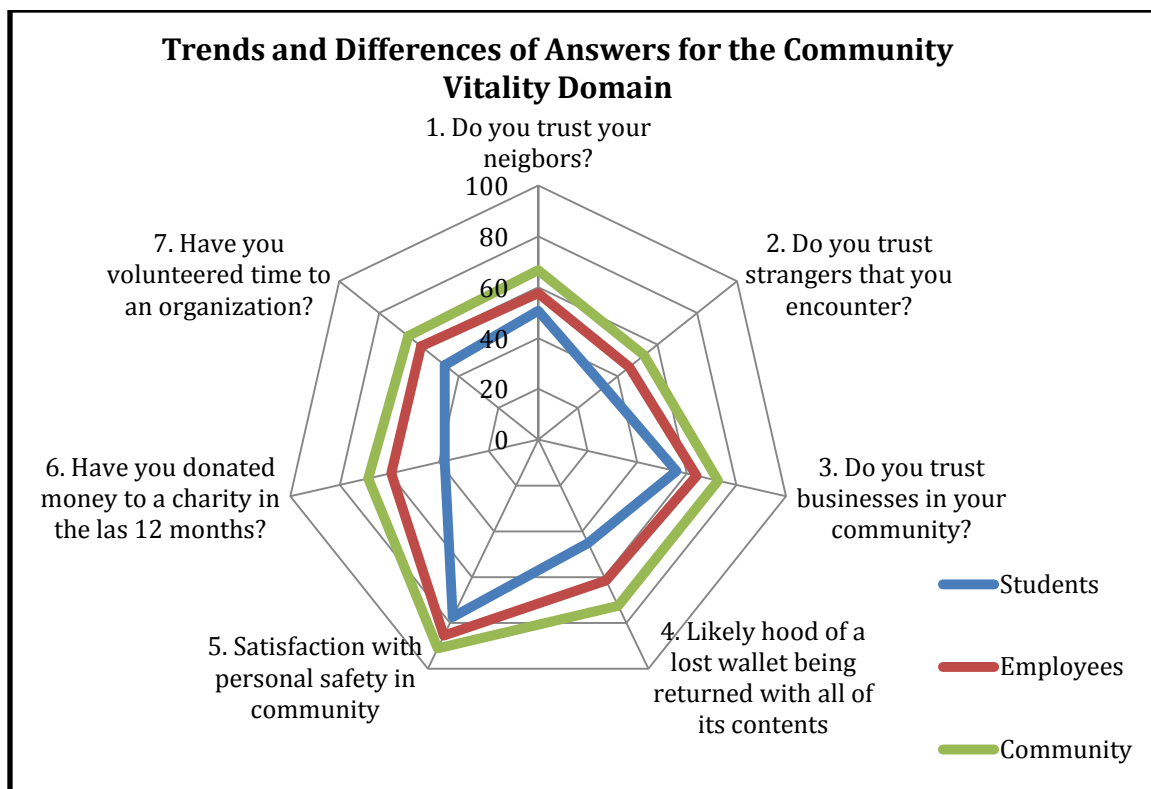 Trends and Differences of Answers for the Community
Vitality Domain
1. Do you trust your
neigbors?
2. Do you trust
strangers that you
encounter?
3. Do you trust
businesses in your
community?
4. Likely hood of a
lost wallet being
returned with all of
its contents
5. Satisfaction with
personal safety in
community
6. Have you donated
money to a charity in
the las 12 months?
7. Have you
volunteered time to
an organization?
100
80
60
40
20
0
Students
Employees
Community